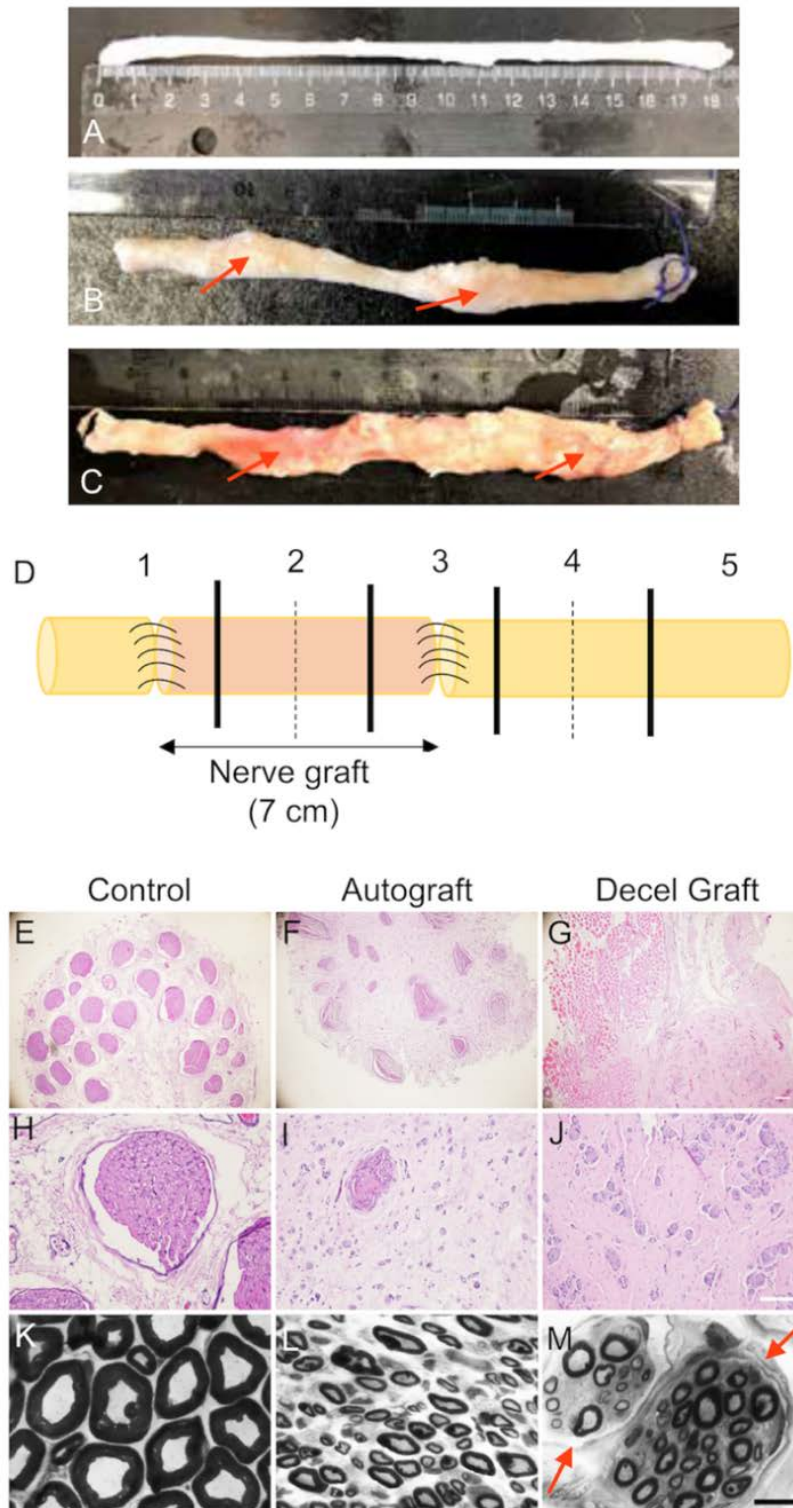 0 1 2 3 4 5 6 7 8 9 10 11 12 13 14 15 16 17 18
A
B
C
D 1 2 3 4 5
Nerve graft
(7 cm)
Control Autograft Decel Graft
E F G
H I J
K L M